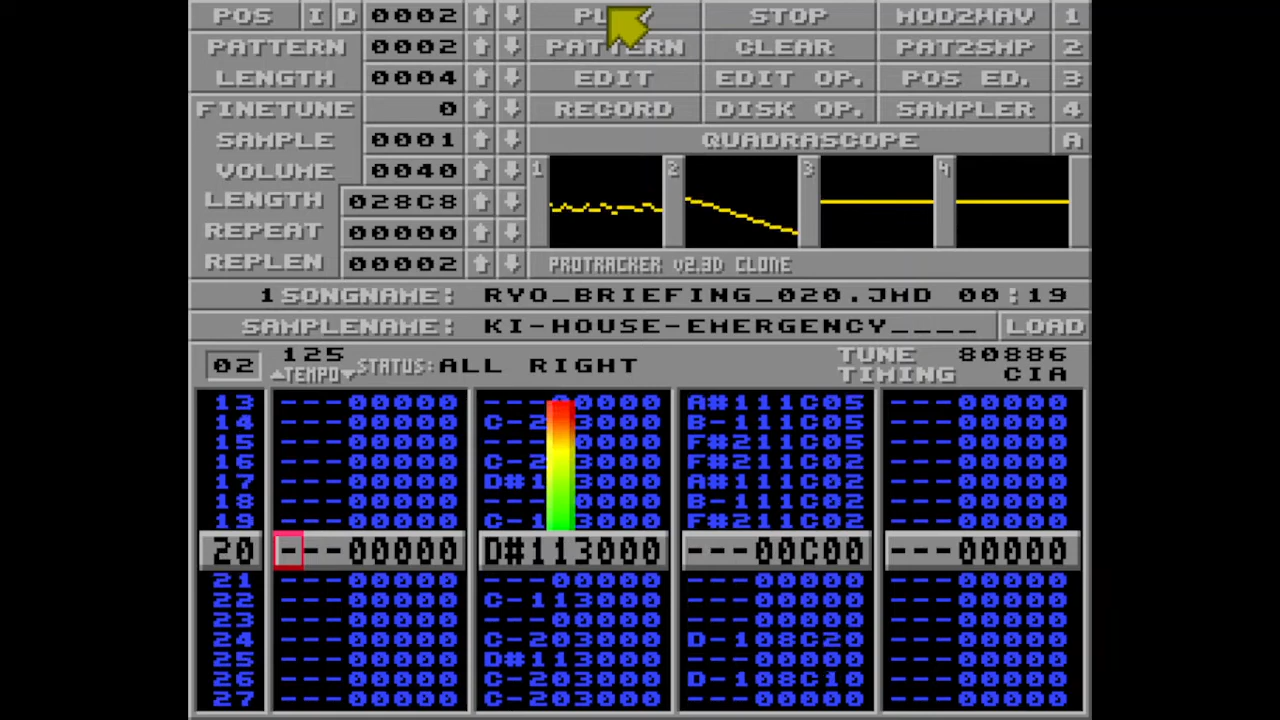 POS I D 0002 STOP MOD2WAV 1
PATTERN 0002 CLEAR PAT2SMP 2
LENGTH 0004 EDIT EDIT OP. POS ED. 3
FINETUNE 0 RECORD DISK OP. SAMPLER 4
SAMPLE 0001 QUADRASCOPE A
VOLUME 0040 1 2 3 4
LENGTH 028C8
REPEAT 00000
REPLEN 00002 PROTRACKER V2.3D CLONE
1 SONGNAME: RYO_BRIEFING_020.JMD 00:19
SAMPLENAME: KI-HOUSE-EMERGENCY____ LOAD
02 125 TEMPO STATUS: ALL RIGHT TUNE 80886
TIMING CIA
13 ---00000 ---00000 A#111C05 ---00000
14 ---00000 B-111C05 ---00000
15 ---00000 F#211C05 ---00000
16 ---00000 F#211C02 ---00000
17 ---00000 A#111C02 ---00000
18 ---00000 B-111C02 ---00000
19 ---00000 F#211C02 ---00000
20 ---00000 D#113000 ---00C00 ---00000
21 ---00000 ---00000 ---00000 ---00000
22 ---00000 C-113000 ---00000 ---00000
23 ---00000 ---00000 ---00000 ---00000
24 ---00000 C-203000 D-108C20 ---00000
25 ---00000 D#113000 ---00000 ---00000
26 ---00000 C-203000 D-108C10 ---00000
27 ---00000 C-203000 ---00000 ---00000